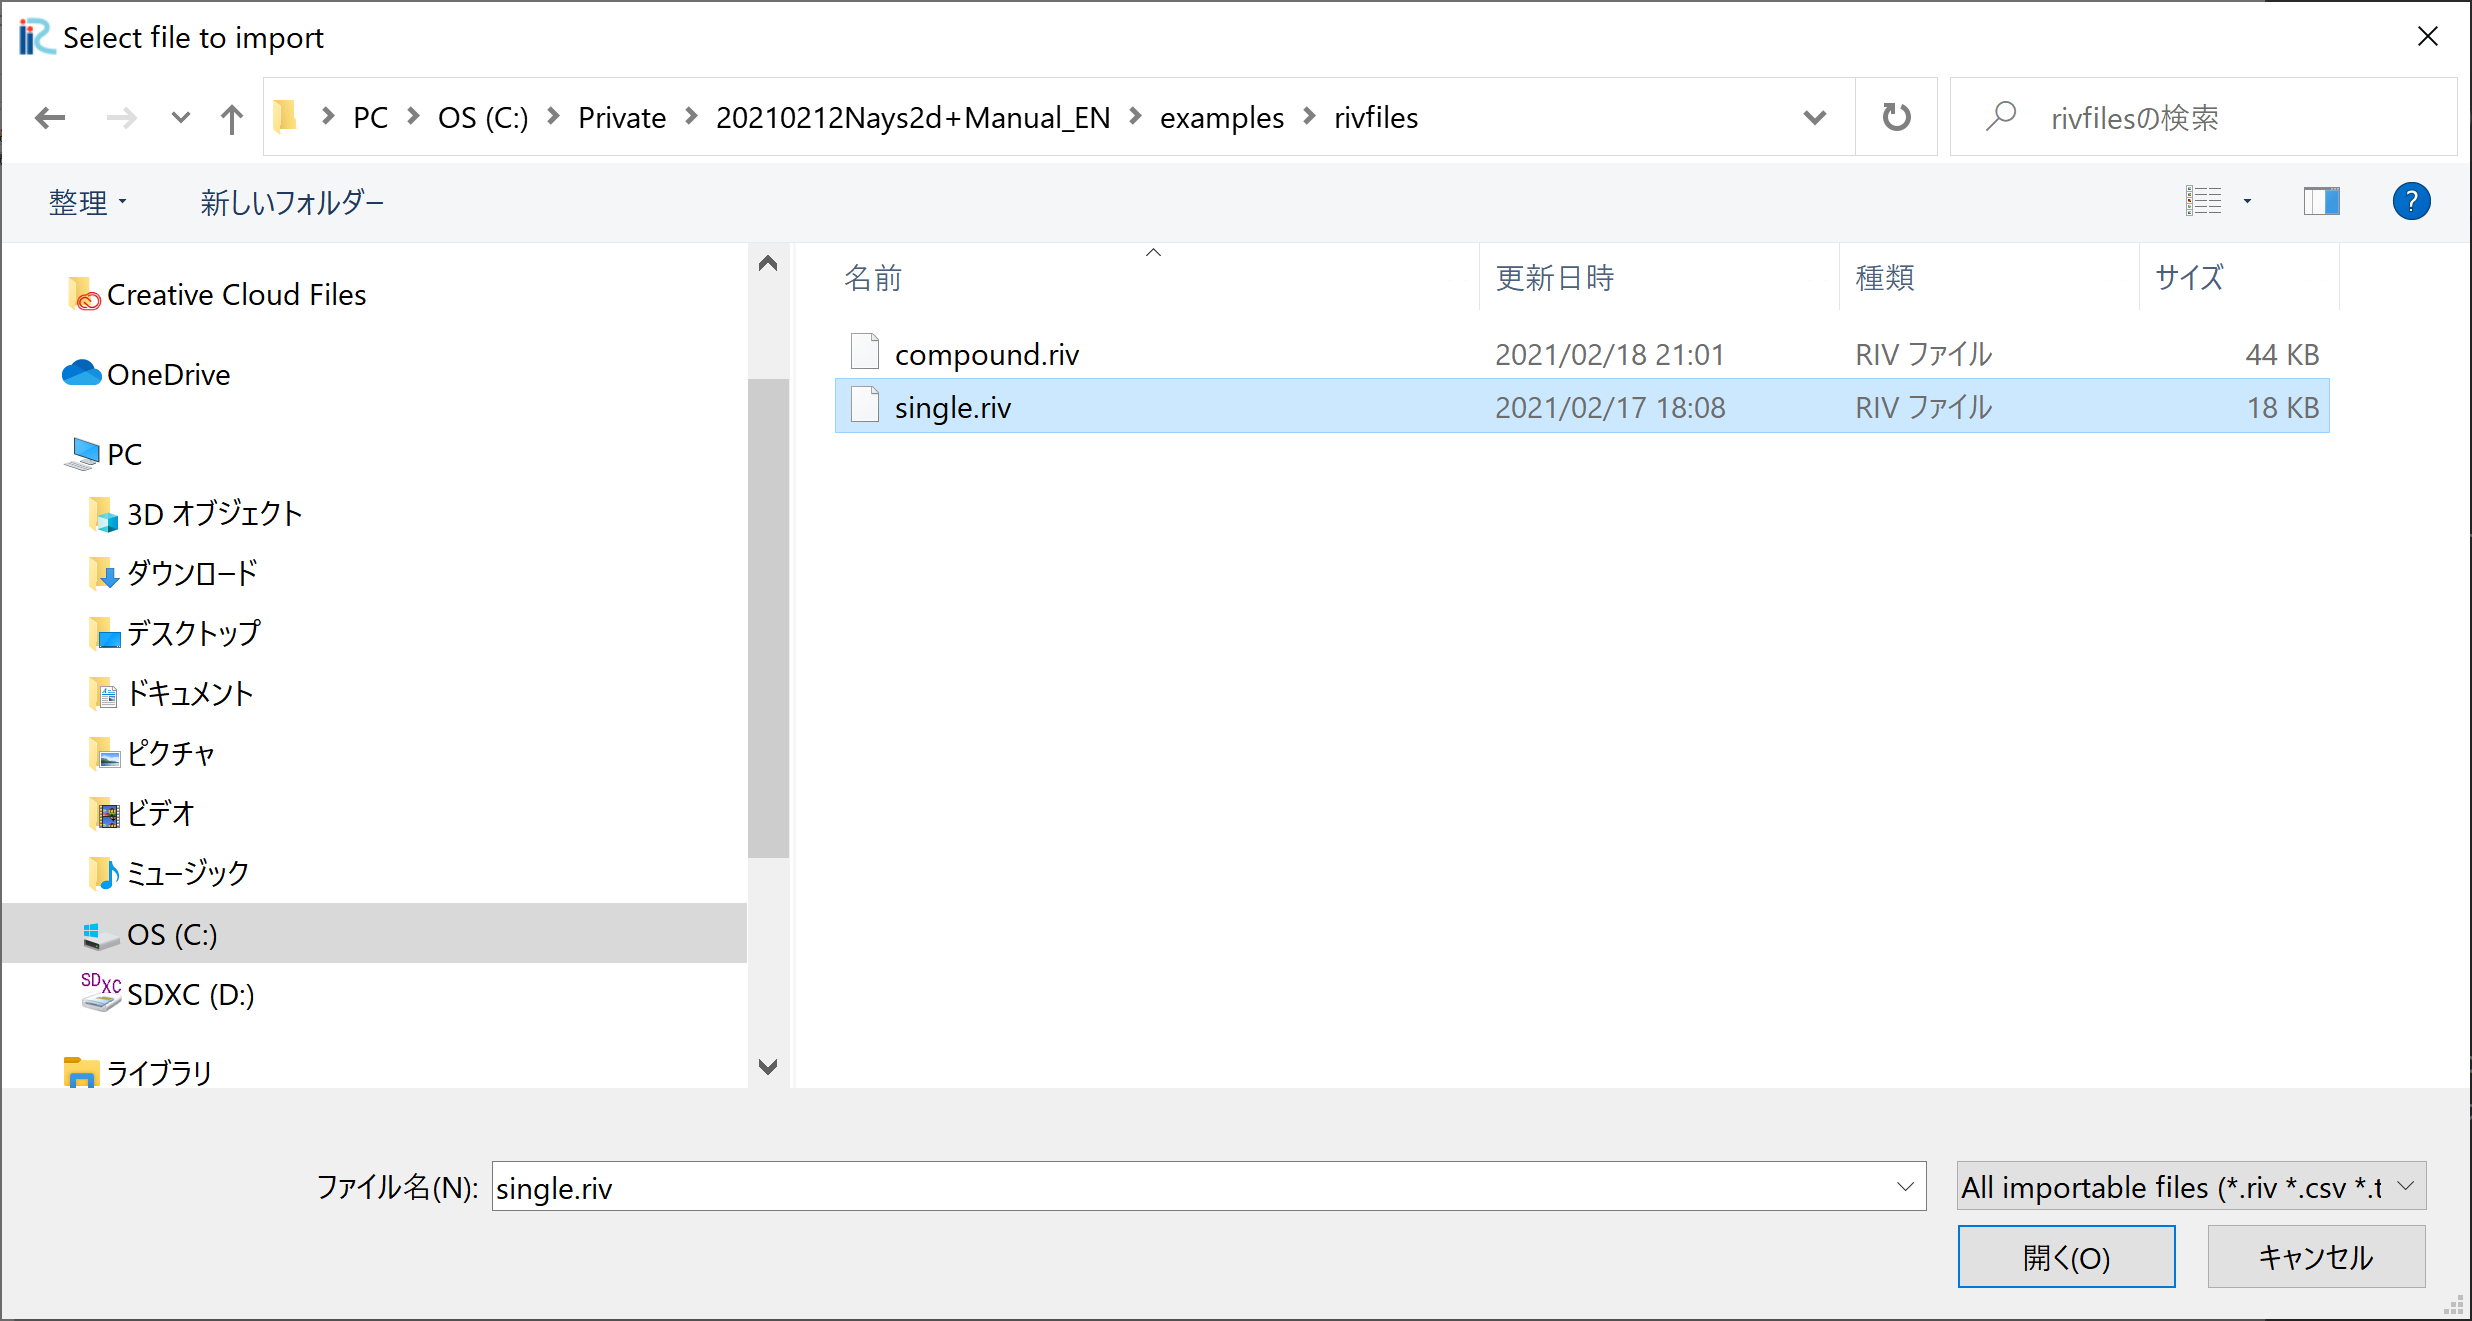 Select file to import
PC OS (C:) Private 20210212Nays2d+Manual_EN examples rivfiles
rivfilesの検索
整理 新しいフォルダー
?
名前 更新日時 種類 サイズ
Creative Cloud Files
OneDrive
PC
3D オブジェクト
ダウンロード
デスクトップ
ドキュメント
ピクチャ
ビデオ
ミュージック
OS (C:)
SDXC
SDXC (D:)
ライブラリ
compound.riv 2021/02/18 21:01 RIV ファイル 44 KB
single.riv 2021/02/17 18:08 RIV ファイル 18 KB
ファイル名(N): single.riv
All importable files (*.riv *.csv *.t
開く(O) キャンセル